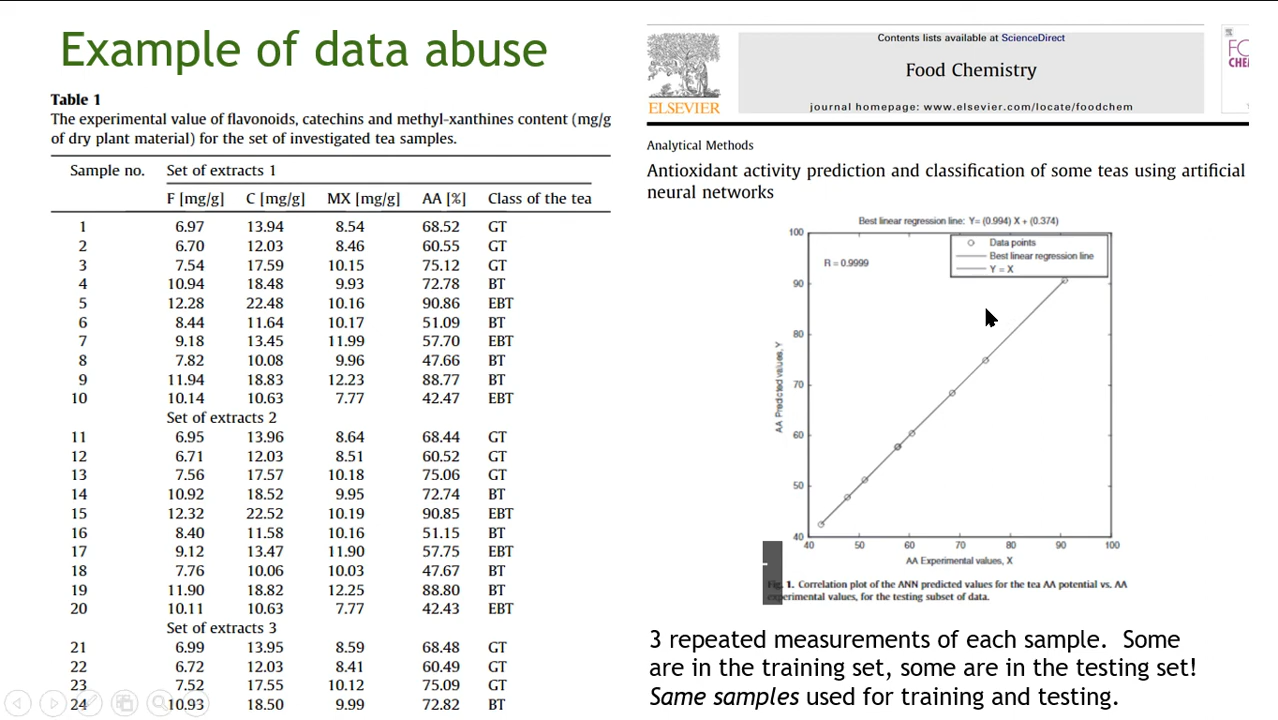 Example of data abuse
Table 1
The experimental value of flavonoids, catechins and methyl-xanthines content (mg/g
of dry plant material) for the set of investigated tea samples.
Sample no. Set of extracts 1
F [mg/g] C [mg/g] MX [mg/g] AA [%] Class of the tea
1 6.97 13.94 8.54 68.52 GT
2 6.70 12.03 8.46 60.55 GT
3 7.54 17.59 10.15 75.12 GT
4 10.94 18.48 9.93 72.78 BT
5 12.28 22.48 10.16 90.86 EBT
6 8.44 11.64 10.17 51.09 BT
7 9.18 13.45 11.99 57.70 EBT
8 7.82 10.08 9.96 47.66 BT
9 11.94 18.83 12.23 88.77 BT
10 10.14 10.63 7.77 42.47 EBT
Set of extracts 2
11 6.95 13.96 8.64 68.44 GT
12 6.71 12.03 8.51 60.52 GT
13 7.56 17.57 10.18 75.06 GT
14 10.92 18.52 9.95 72.74 BT
15 12.32 22.52 10.19 90.85 EBT
16 8.40 11.58 10.16 51.15 BT
17 9.12 13.47 11.90 57.75 EBT
18 7.76 10.06 10.03 47.67 BT
19 11.90 18.82 12.25 88.80 BT
20 10.11 10.63 7.77 42.43 EBT
Set of extracts 3
21 6.99 13.95 8.59 68.48 GT
22 6.72 12.03 8.41 60.49 GT
23 7.52 17.55 10.12 75.09 GT
24 10.93 18.50 9.99 72.82 BT
ELSEVIER
Contents lists available at ScienceDirect
Food Chemistry
journal homepage: www.elsevier.com/locate/foodchem
FO
CHE
Analytical Methods
Antioxidant activity prediction and classification of some teas using artificial
neural networks
Best linear regression line: Y= (0.994) X + (0.374)
Data points
Best linear regression line
Y = X
R = 0.9999
100
90
80
70
60
50
40
AA Predicted values, Y
40 50 60 70 80 90 100
AA Experimental values, X
1. Correlation plot of the ANN predicted values for the tea AA potential vs. AA
erimental values, for the testing subset of data.
3 repeated measurements of each sample. Some
are in the training set, some are in the testing set!
Same samples used for training and testing.